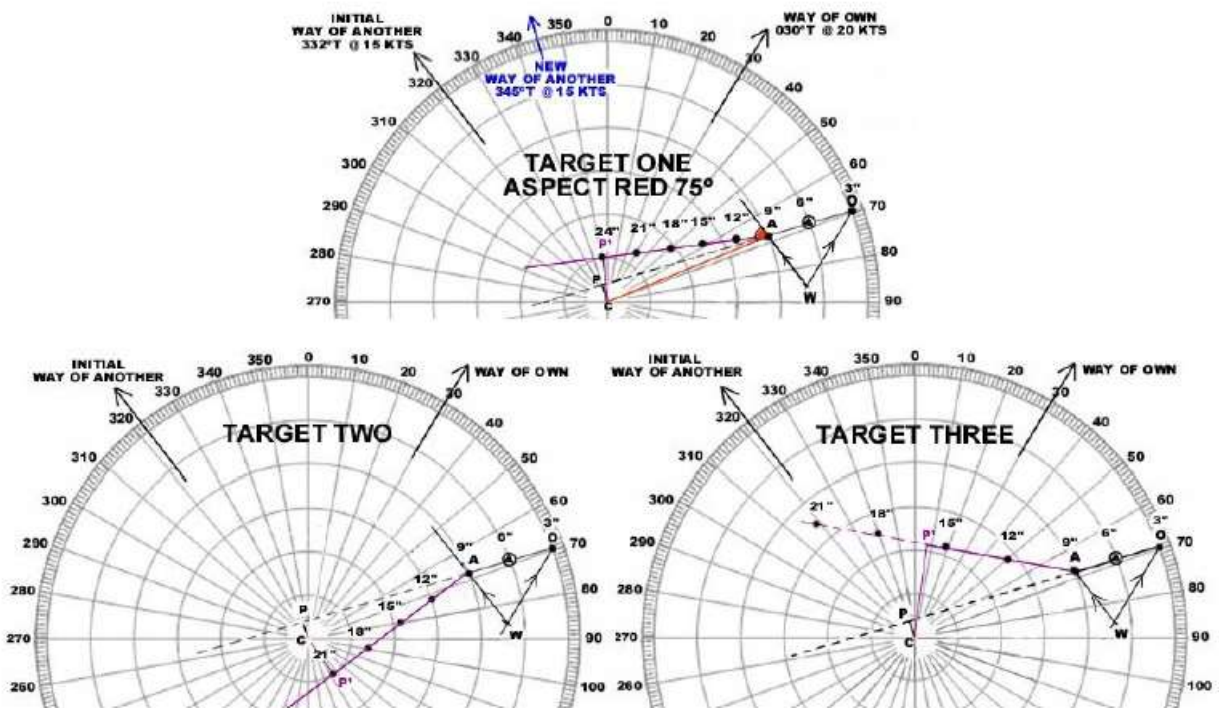 INITIAL
WAY OF ANOTHER
332°T @ 15 KTS
NEW
WAY OF ANOTHER
345°T @ 15 KTS
WAY OF OWN
030°T @ 20 KTS
270 280 290 300 310 320 330 340 350 0 10 20 30 40 50 60 70 80 90
TARGET ONE
ASPECT RED 75°
24" 21" 18" 15" 12" 9" 6" 3"
P' A A O
P
C W
INITIAL
WAY OF ANOTHER
WAY OF OWN
260 270 280 290 300 310 320 330 340 350 0 10 20 30 40 50 60 70 80 90 100
TARGET TWO
3"
O
6"
A
9"
A
12"
15"
18"
21"
P'
P
C
W
INITIAL
WAY OF ANOTHER
WAY OF OWN
260 270 280 290 300 310 320 330 340 350 0 10 20 30 40 50 60 70 80 90 100
TARGET THREE
21" 18" 15" 12" 9" 6" 3"
P' A A O
P
C W